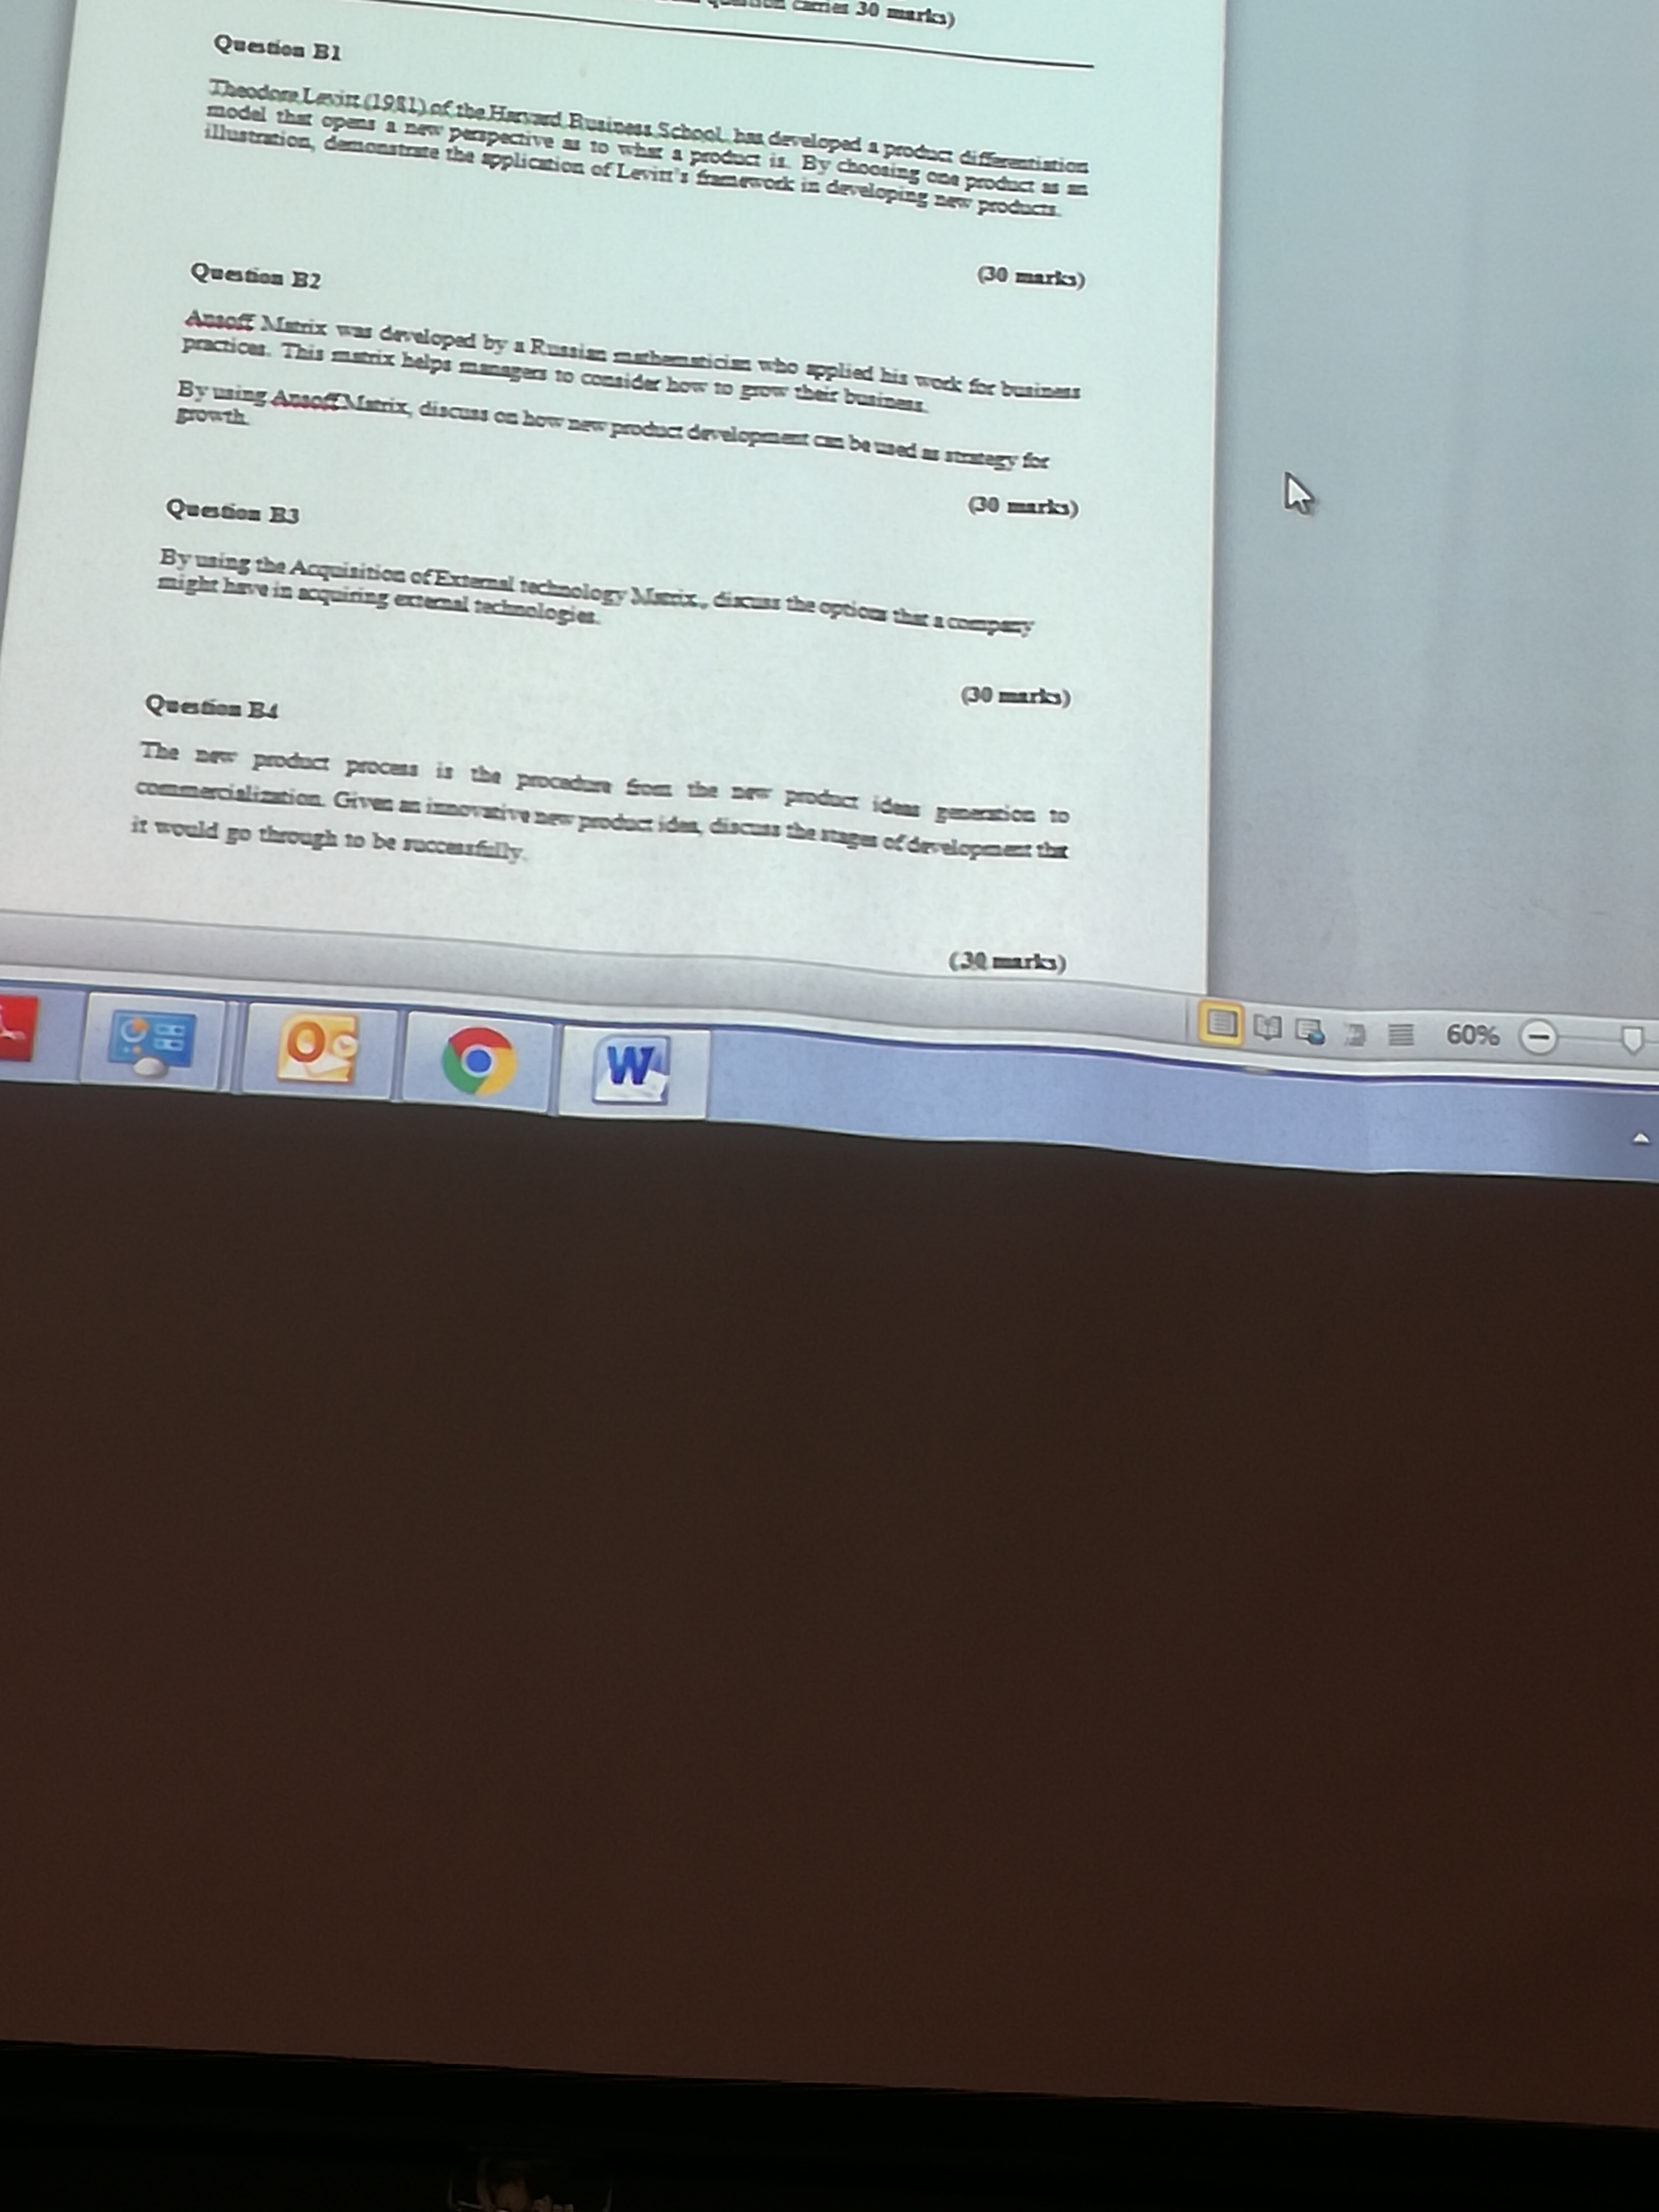 question carries 30 marks)
Question B1
Theodore Levitt (1981) of the Harvard Business School, has developed a product differentiation
model that opens a new perspective as to what a product is. By choosing one product as an
illustration, demonstrate the application of Levitt's framework in developing new products.
(30 marks)
Question B2
Ansoff Matrix was developed by a Russian mathematician who applied his work for business
practices. This matrix helps managers to consider how to grow their business.
By using Ansoff Matrix, discuss on how new product development can be used as strategy for
growth.
(30 marks)
Question B3
By using the Acquisition of External technology Matrix, discuss the options that a company
might have in acquiring external technologies.
(30 marks)
Question B4
The new product process is the procedure from the new product ideas generation to
commercialization. Given an innovative new product idea, discuss the stages of development that
it would go through to be successfully.
(30 marks)
60%
W